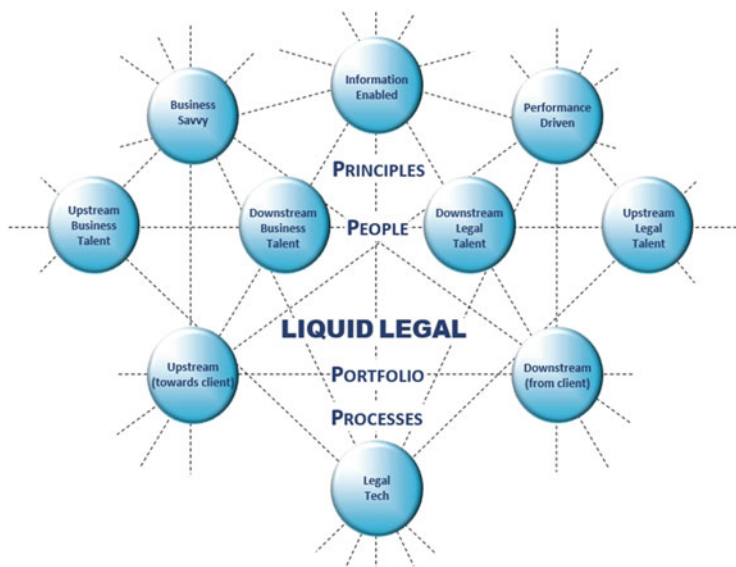 Information
Enabled
Business
Savvy
Performance
Driven
PRINCIPLES
Upstream
Business
Talent
Downstream
Business
Talent
PEOPLE
Downstream
Legal
Talent
Upstream
Legal
Talent
LIQUID LEGAL
Upstream
(towards client)
PORTFOLIO
Downstream
(from client)
PROCESSES
Legal
Tech